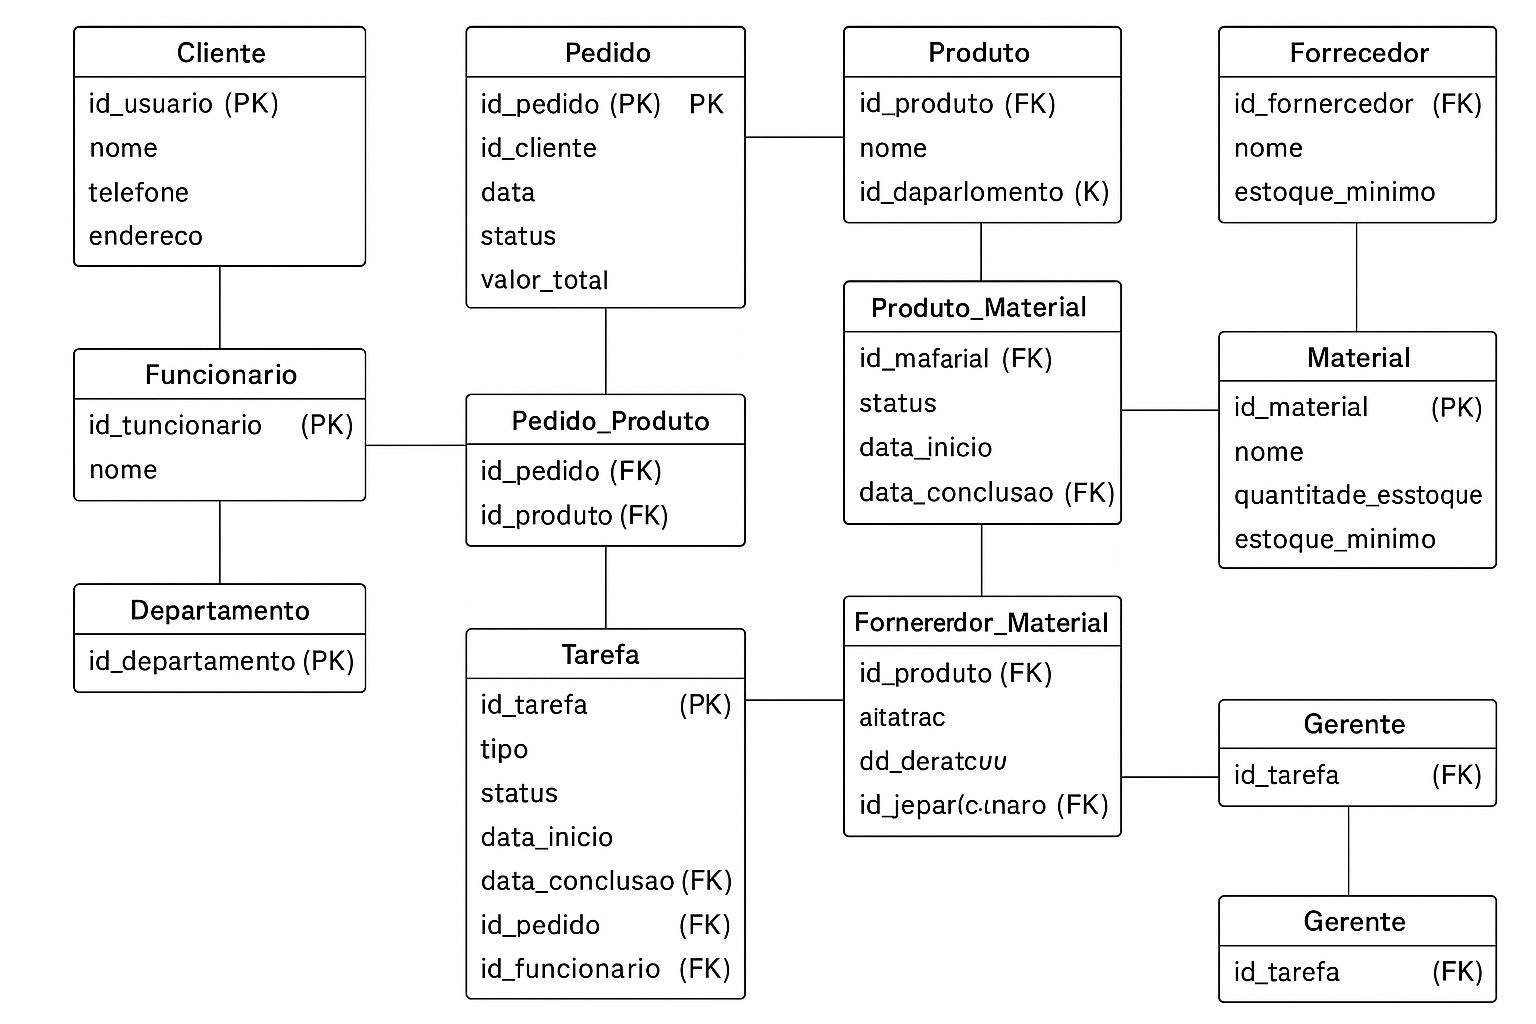 Cliente
id_usuario (PK)
nome
telefone
endereco
Funcionario
id_tuncionario (PK)
nome
Departamento
id_departamento (PK)
Pedido
id_pedido (PK) PK
id_cliente
data
status
valor_total
Pedido_Produto
id_pedido (FK)
id_produto (FK)
Tarefa
id_tarefa (PK)
tipo
status
data_inicio
data_conclusao (FK)
id_pedido (FK)
id_funcionario (FK)
Produto
id_produto (FK)
nome
id_daparlomento (K)
Produto_Material
id_mafarial (FK)
status
data_inicio
data_conclusao (FK)
Fornererdor_Material
id_produto (FK)
aitatrac
(FK)
Forrecedor
id_fornercedor (FK)
nome
estoque_minimo
Material
id_material (PK)
nome
quantitade_esstoque
estoque_minimo
Gerente
id_tarefa (FK)
Gerente
id_tarefa (FK)